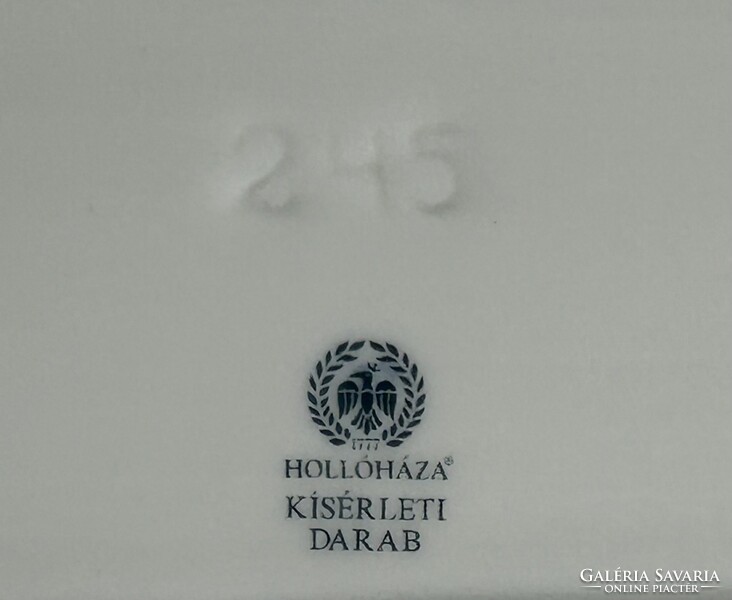 245
1777
HOLLÓHÁZA®
KÍSÉRLETI
DARAB
GALÉRIA SAVARIA
ONLINE PIACTÉR